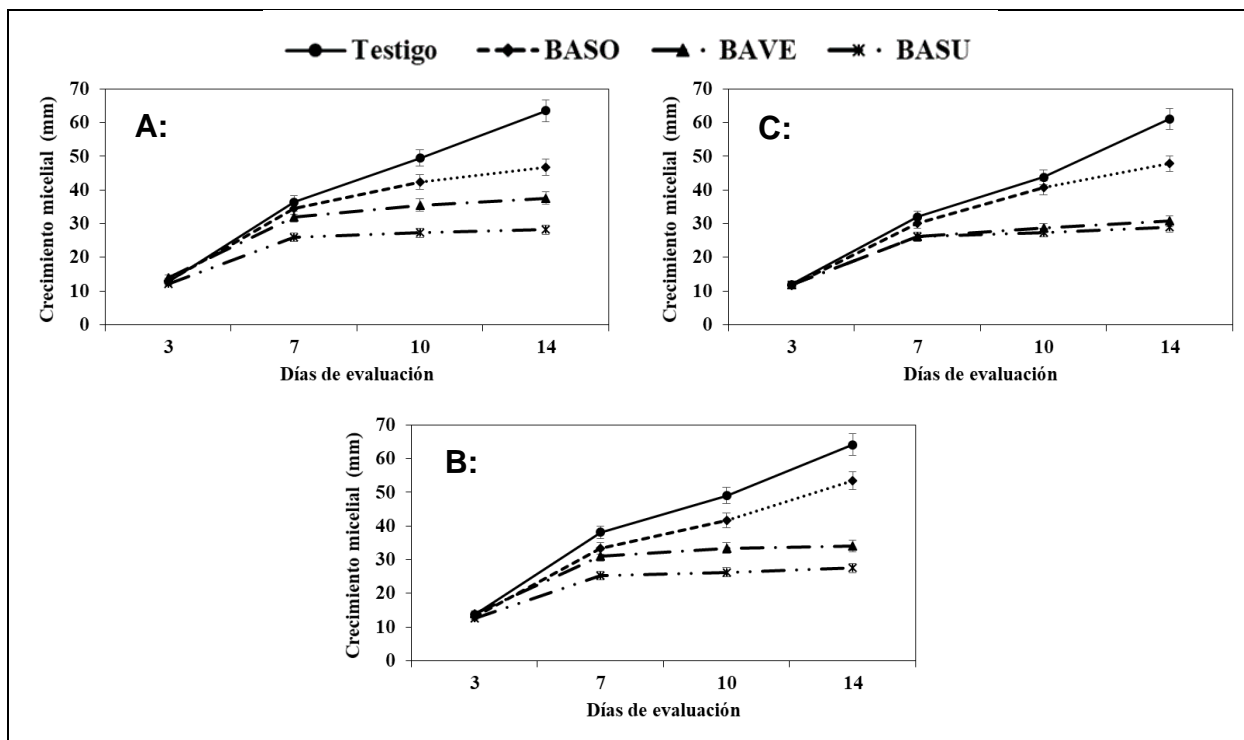 Testigo BASO BAVE BASU
A:
Crecimiento micelial (mm)
70
60
50
40
30
20
10
0
3 7 10 14
Días de evaluación
C:
Crecimiento micelial (mm)
70
60
50
40
30
20
10
0
3 7 10 14
Días de evaluación
B:
Crecimiento micelial (mm)
70
60
50
40
30
20
10
0
3 7 10 14
Días de evaluación